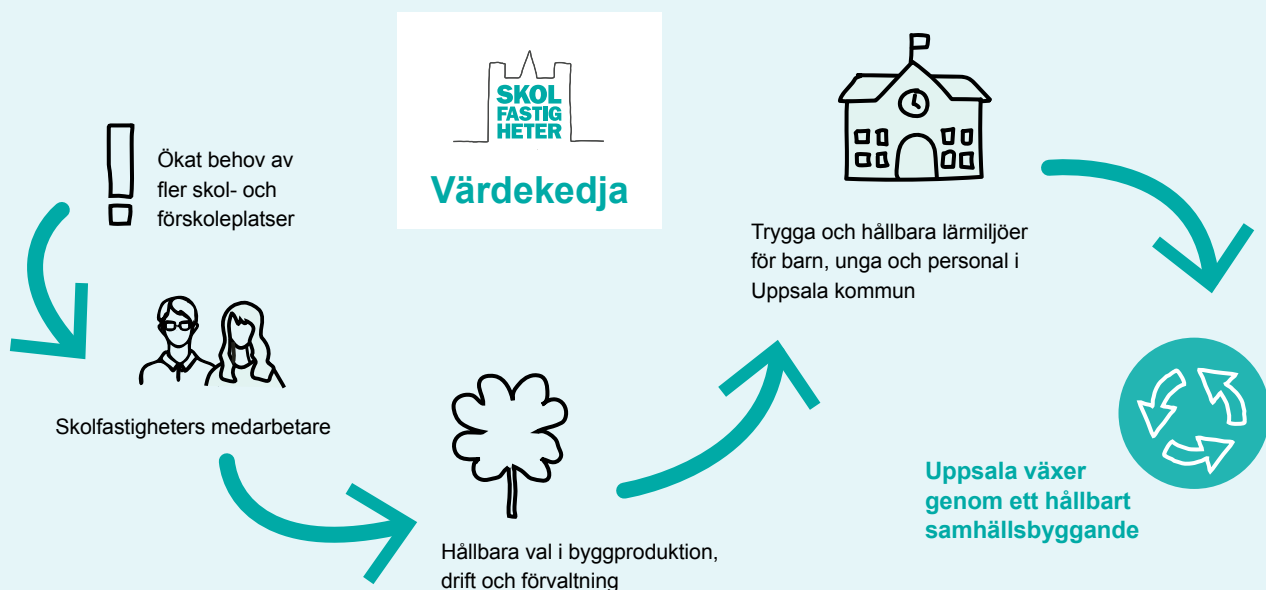 SKOL
FASTIG
HETER
Värdekedja
Ökat behov av
fler skol- och
förskoleplatser
Skolfastigheters medarbetare
Hållbara val i byggproduktion,
drift och förvaltning
Trygga och hållbara lärmiljöer
för barn, unga och personal i
Uppsala kommun
Uppsala växer
genom ett hållbart
samhällsbyggande